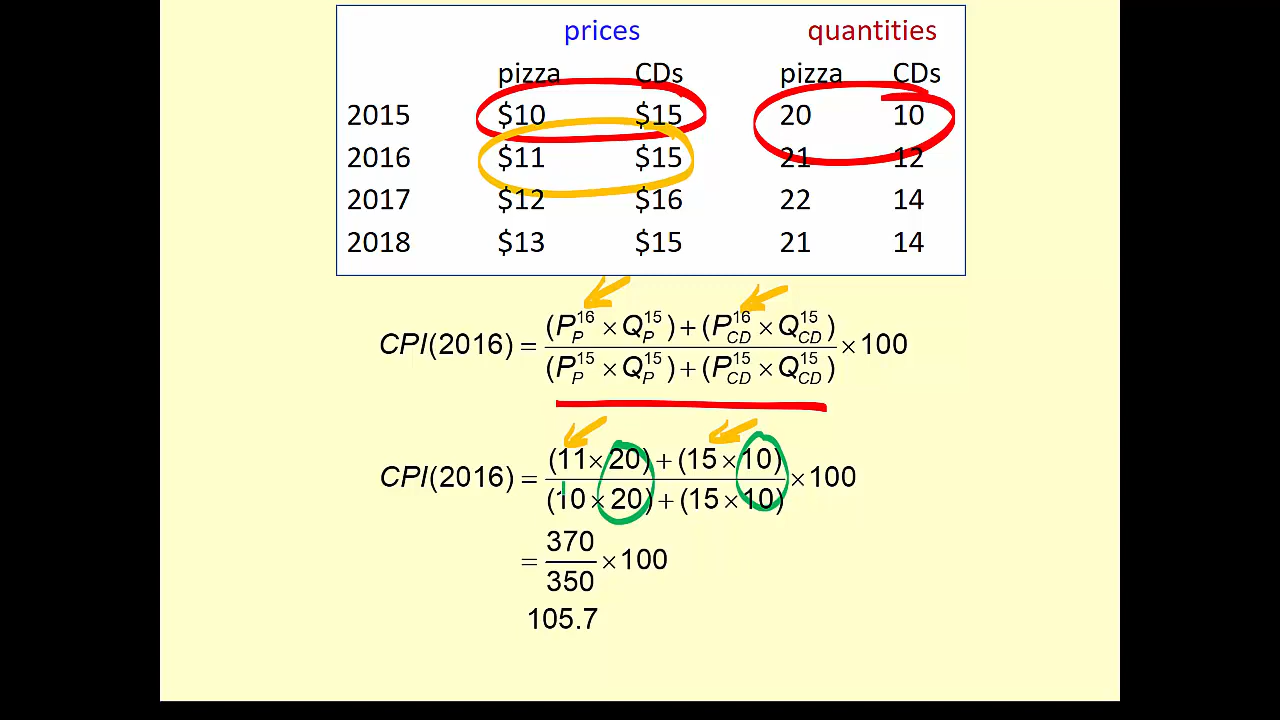 prices quantities
pizza CDs pizza CDs
2015 $10 $15 20 10
2016 $11 $15 21 12
2017 $12 $16 22 14
2018 $13 $15 21 14
(P_P^16 × Q_P^15) + (P_CD^16 × Q_CD^15)
CPI(2016) = × 100
(P_P^15 × Q_P^15) + (P_CD^15 × Q_CD^15)
(11×20) + (15×10)
CPI(2016) = ×100
(10×20) + (15×10)
370
= ×100
350
105.7